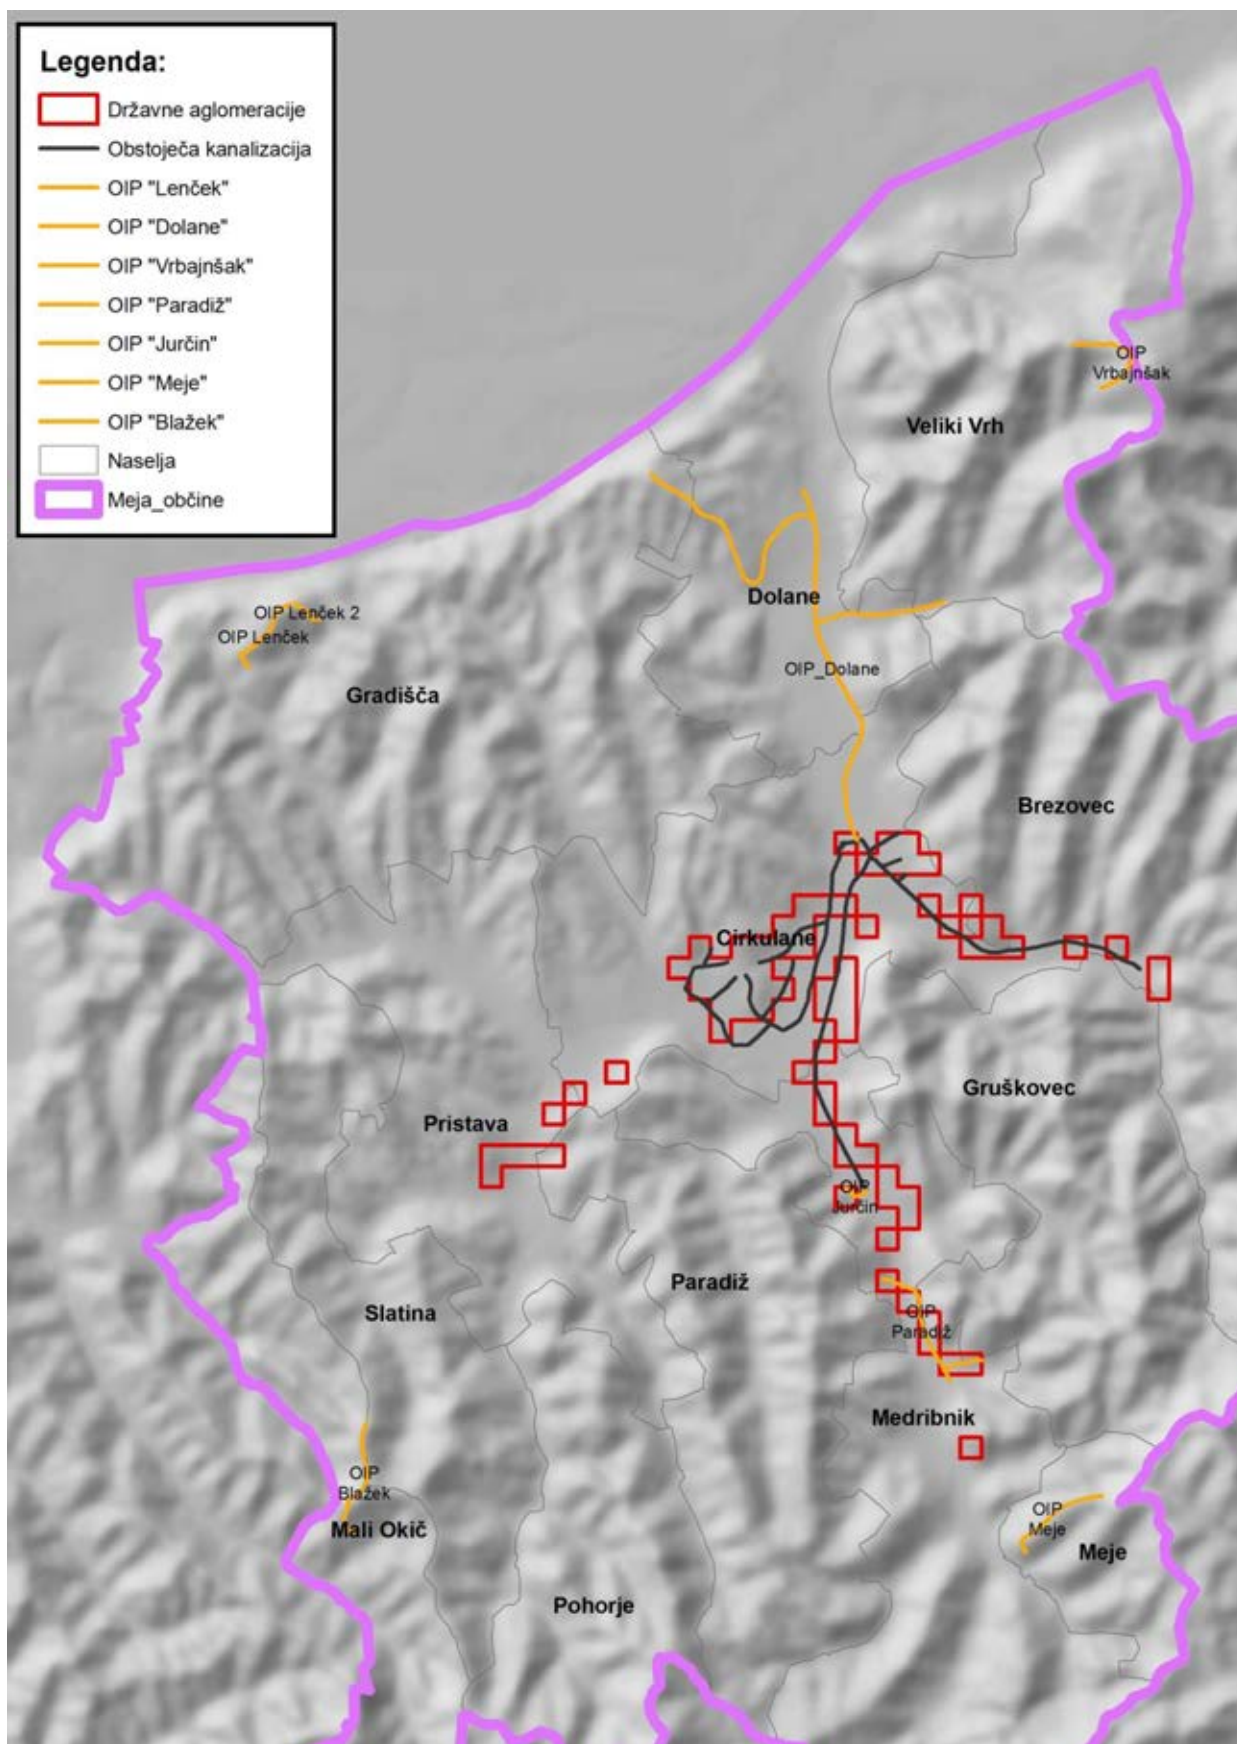 Legenda:
Državne aglomeracije
Obstoječa kanalizacija
OIP "Lenček"
OIP "Dolane"
OIP "Vrbajnšak"
OIP "Paradiž"
OIP "Jurčin"
OIP "Meje"
OIP "Blažek"
Naselja
Meja_občine
OIP
Vrbajnšak
Veliki Vrh
Dolane
OIP Lenček 2
OIP Lenček
OIP_Dolane
Gradišča
Brezovec
Cirkulane
Gruškovec
Pristava
OIP
Jurčin
Paradiž
Slatina
OIP
Paradiž
Medribnik
OIP
Blažek
Mali Okič
OIP
Meje
Meje
Pohorje